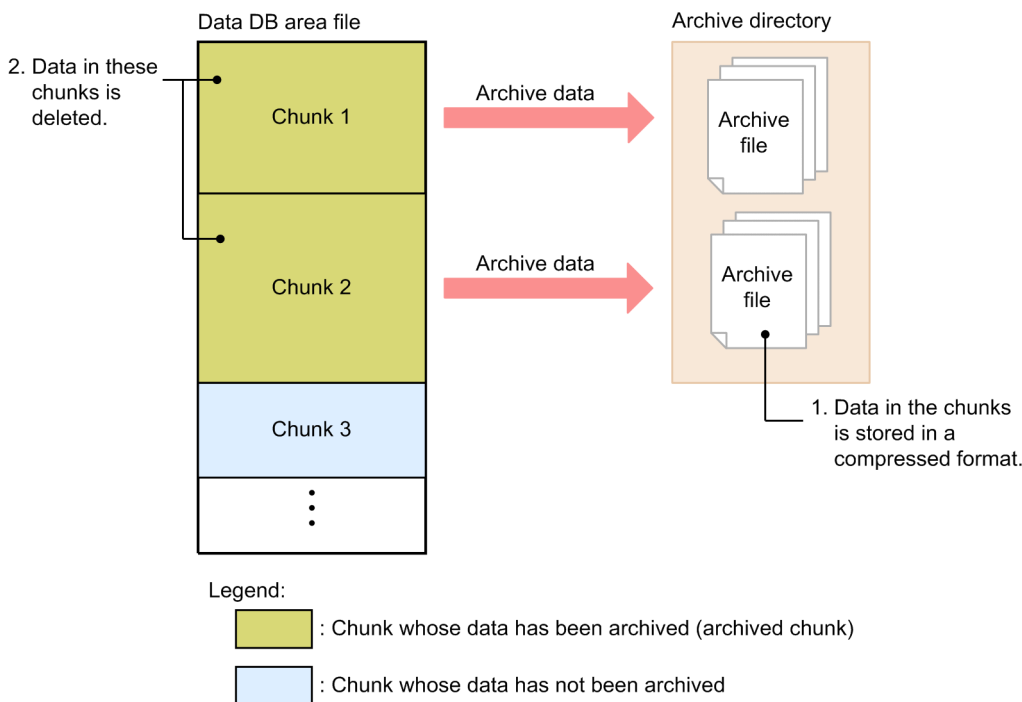 Data DB area file
Archive directory
2. Data in these
chunks is
deleted.
Chunk 1
Archive data
Archive
file
Chunk 2
Archive data
Archive
file
Chunk 3
1. Data in the chunks
is stored in a
compressed format.
Legend:
: Chunk whose data has been archived (archived chunk)
: Chunk whose data has not been archived